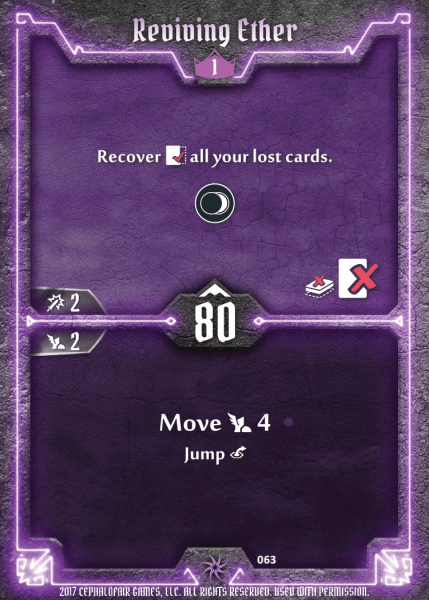 Reviving Ether
1
Recover all your lost cards.
2
80
2
Move 4
Jump
063
2017 CEPHALOFAIR GAMES, LLC. ALL RIGHTS RESERVED. USED WITH PERMISSION.